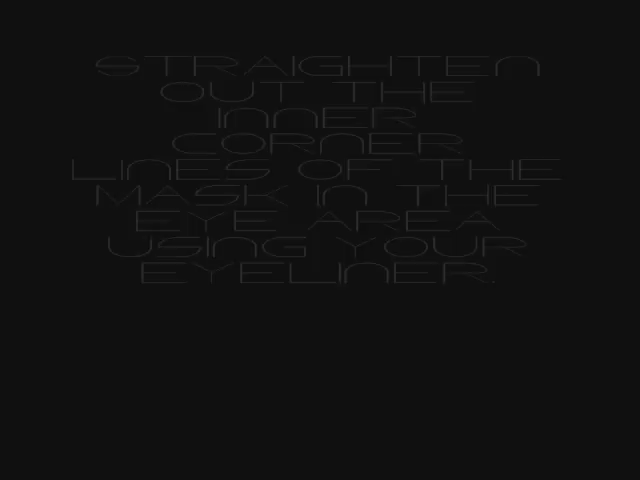 STRAIGHTEN
OUT THE
INNER
CORNER.
LINES OF THE
MASK IN THE
EYE AREA
USING YOUR
EYELINER.